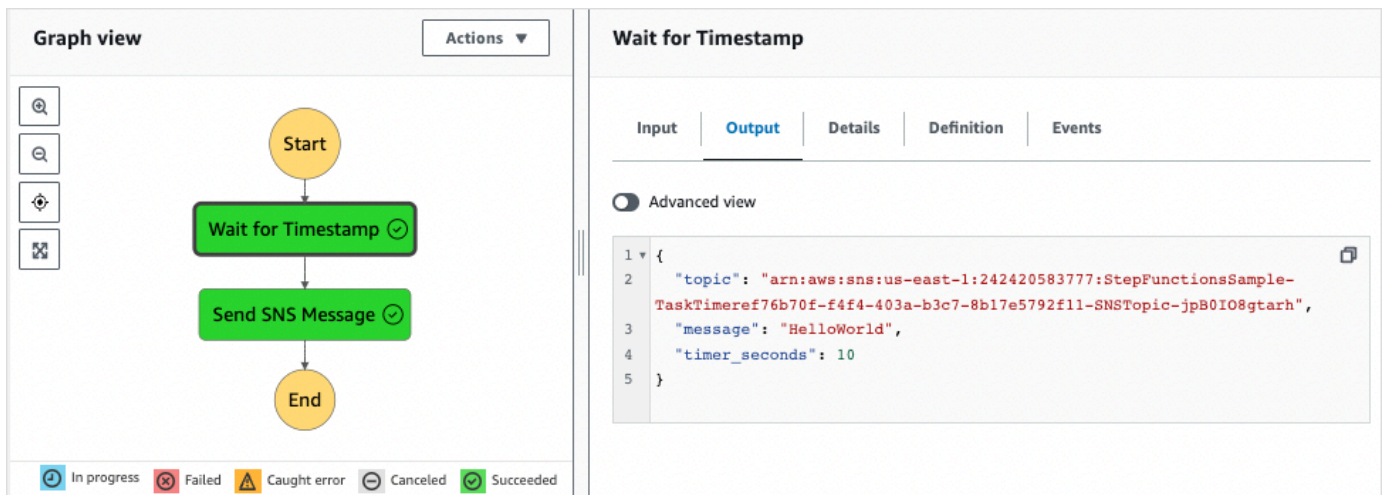 Graph view
Actions ▼
Start
Wait for Timestamp
Send SNS Message
End
In progress
Failed
Caught error
Canceled
Succeeded
Wait for Timestamp
Input
Output
Details
Definition
Events
Advanced view
1 ▼ {
2 "topic": "arn:aws:sns:us-east-1:242420583777:StepFunctionsSample-
TaskTimeref76b70f-f4f4-403a-b3c7-8b17e5792f11-SNSTopic-jpB0IO8gtarh",
3 "message": "HelloWorld",
4 "timer_seconds": 10
5 }